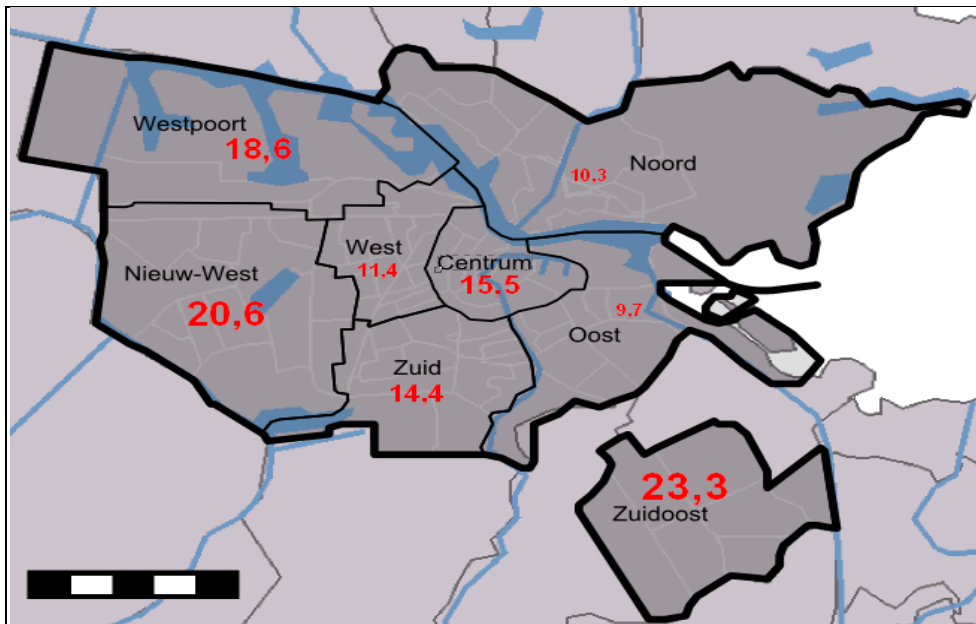 Westpoort
18,6
Noord
10,3
West
11,4
Centrum
15,5
Nieuw-West
20,6
9,7
Oost
Zuid
14,4
23,3
Zuidoost